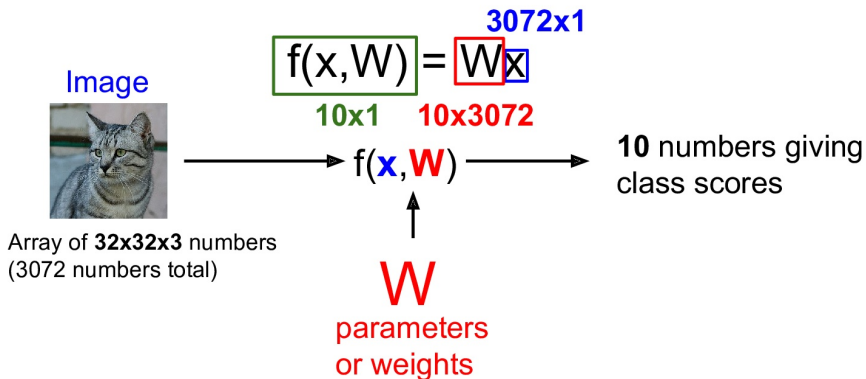 3072x1
f(x,W) = Wx
Image
10x1 10x3072
f(x,W)
10 numbers giving
class scores
Array of 32x32x3 numbers
(3072 numbers total)
W
parameters
or weights